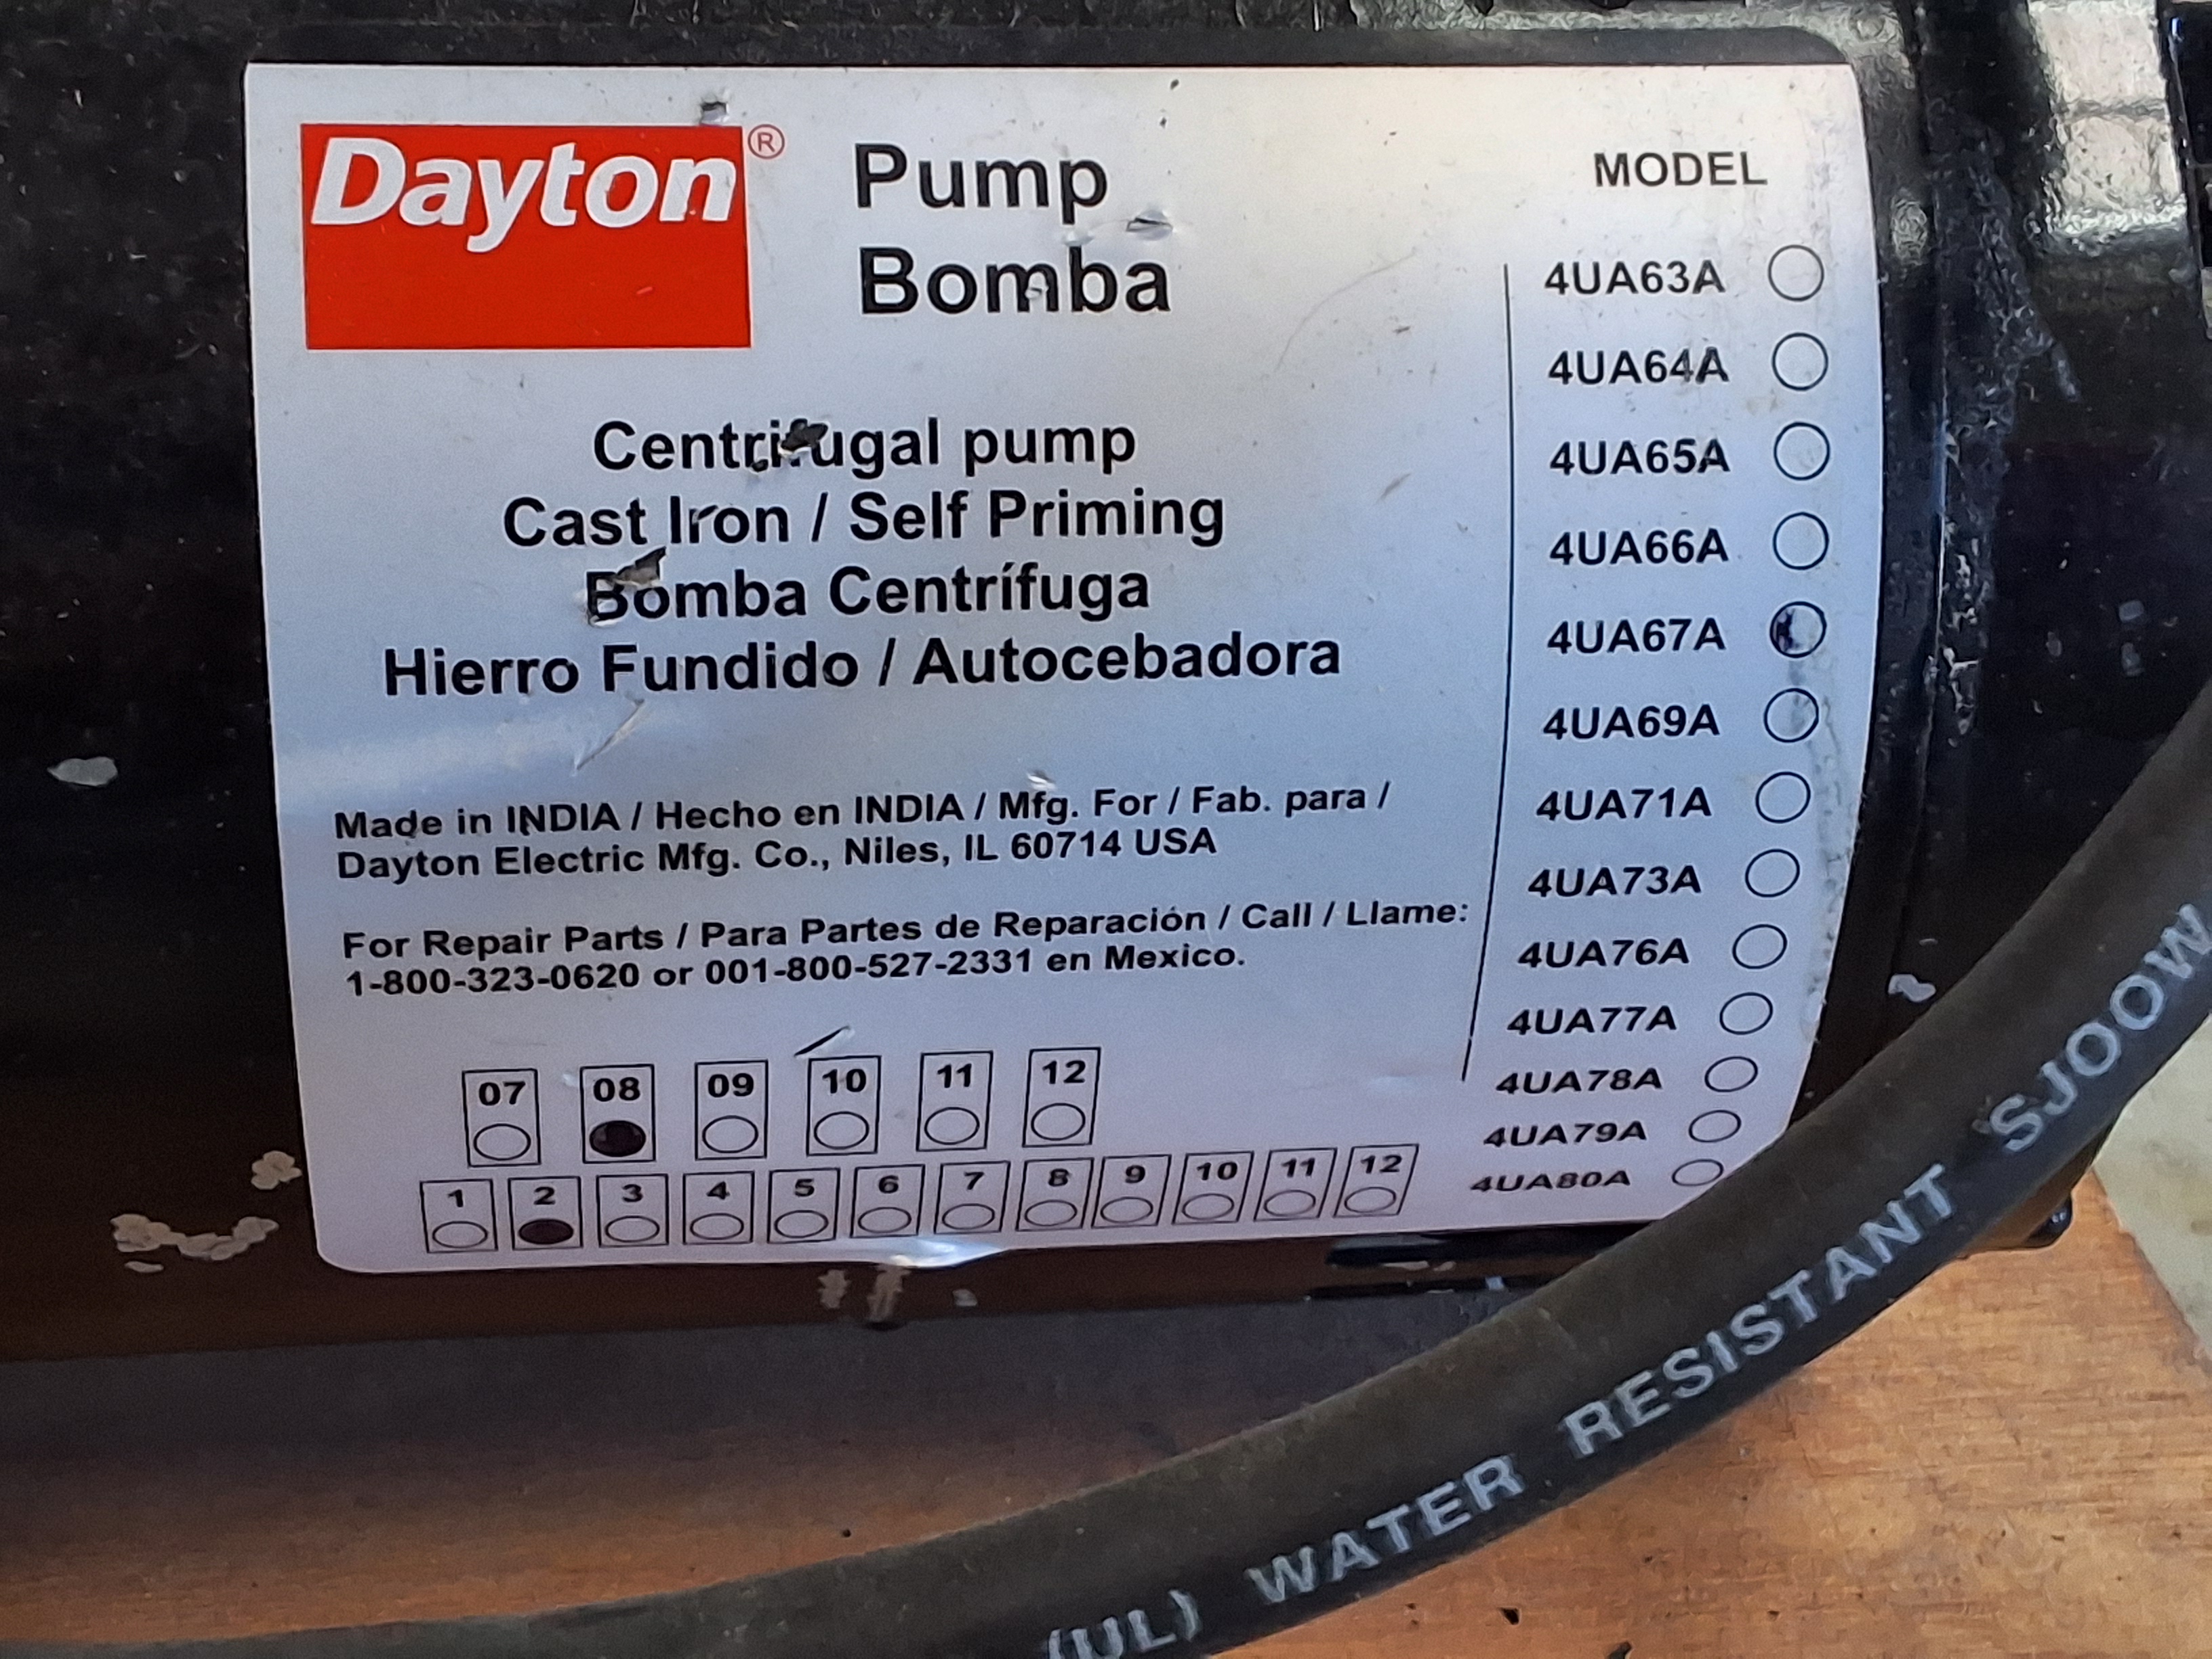 Dayton®
Pump
Bomba
Centrifugal pump
Cast Iron / Self Priming
Bomba Centrífuga
Hierro Fundido / Autocebadora
Made in INDIA / Hecho en INDIA / Mfg. For / Fab. para /
Dayton Electric Mfg. Co., Niles, IL 60714 USA
For Repair Parts / Para Partes de Reparación / Call / Llame:
1-800-323-0620 or 001-800-527-2331 en Mexico.
07 08 09 10 11 12
1 2 3 4 5 6 7 8 9 10 11 12
MODEL
4UA63A
4UA64A
4UA65A
4UA66A
4UA67A
4UA69A
4UA71A
4UA73A
4UA76A
4UA77A
4UA78A
4UA79A
4UA80A
(UL) WATER RESISTANT SJOOW